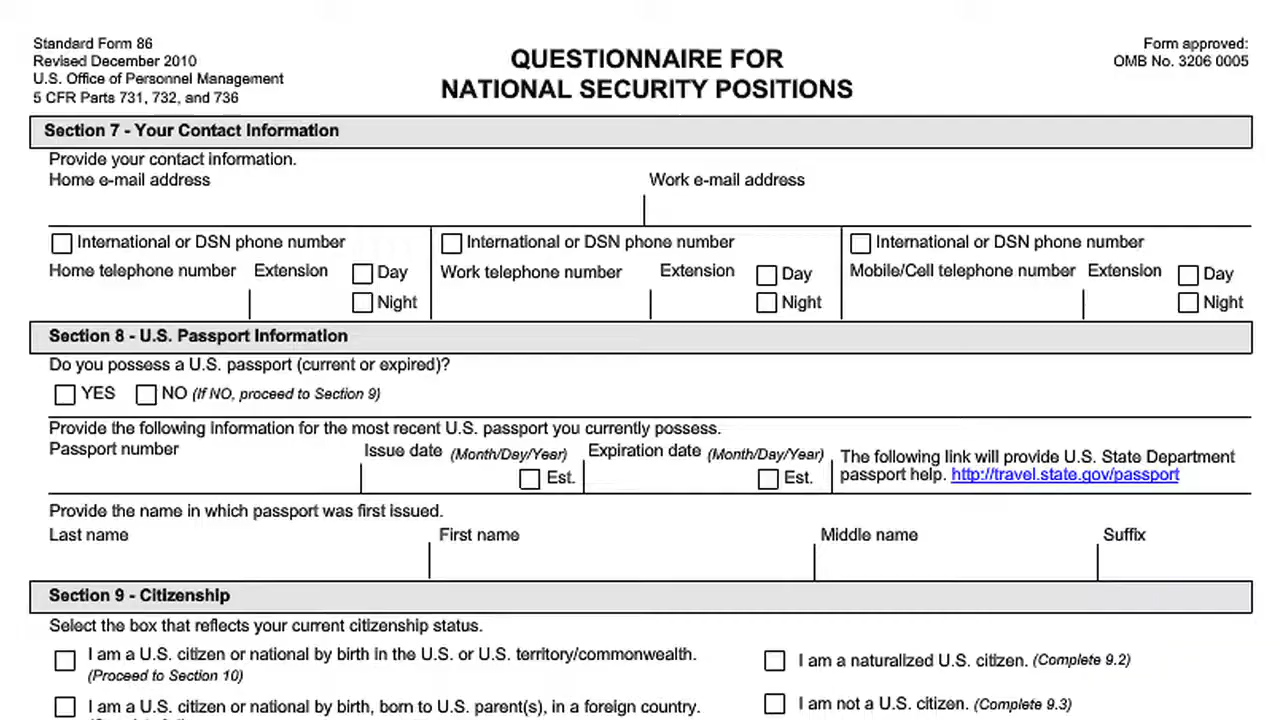 Standard Form 86
Revised December 2010
U.S. Office of Personnel Management
5 CFR Parts 731, 732, and 736
QUESTIONNAIRE FOR
NATIONAL SECURITY POSITIONS
Form approved:
OMB No. 3206 0005
Section 7 - Your Contact Information
Provide your contact information.
Home e-mail address
Work e-mail address
International or DSN phone number
Home telephone number Extension
Day
Night
International or DSN phone number
Work telephone number Extension
Day
Night
International or DSN phone number
Mobile/Cell telephone number Extension
Day
Night
Section 8 - U.S. Passport Information
Do you possess a U.S. passport (current or expired)?
YES NO (If NO, proceed to Section 9)
Provide the following information for the most recent U.S. passport you currently possess.
Passport number
Issue date (Month/Day/Year)
Est.
Expiration date (Month/Day/Year)
Est.
The following link will provide U.S. State Department
passport help. http://travel.state.gov/passport
Provide the name in which passport was first issued.
Last name First name Middle name Suffix
Section 9 - Citizenship
Select the box that reflects your current citizenship status.
I am a U.S. citizen or national by birth in the U.S. or U.S. territory/commonwealth.
(Proceed to Section 10)
I am a naturalized U.S. citizen. (Complete 9.2)
I am a U.S. citizen or national by birth, born to U.S. parent(s), in a foreign country.
I am not a U.S. citizen. (Complete 9.3)